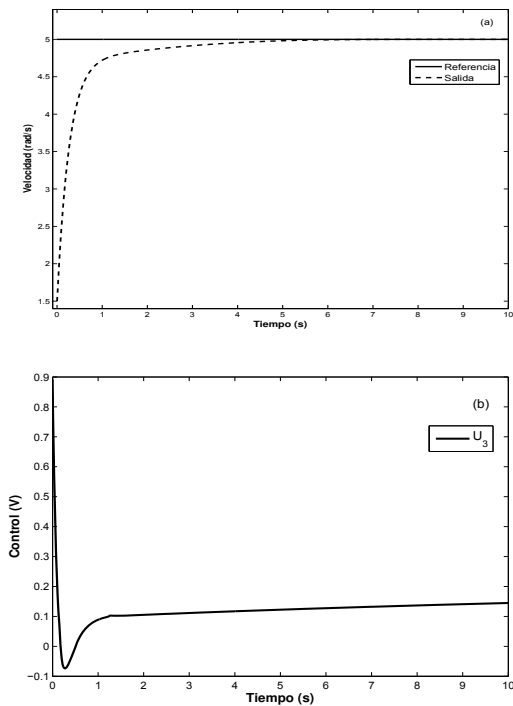 (a)
5
4.5
4
3.5
3
2.5
2
1.5
Velocidad (rad/s)
Referencia
Salida
0 1 2 3 4 5 6 7 8 9 10
Tiempo (s)
(b)
0.9
0.8
0.7
0.6
0.5
0.4
0.3
0.2
0.1
0
−0.1
Control (V)
U_3
0 1 2 3 4 5 6 7 8 9 10
Tiempo (s)